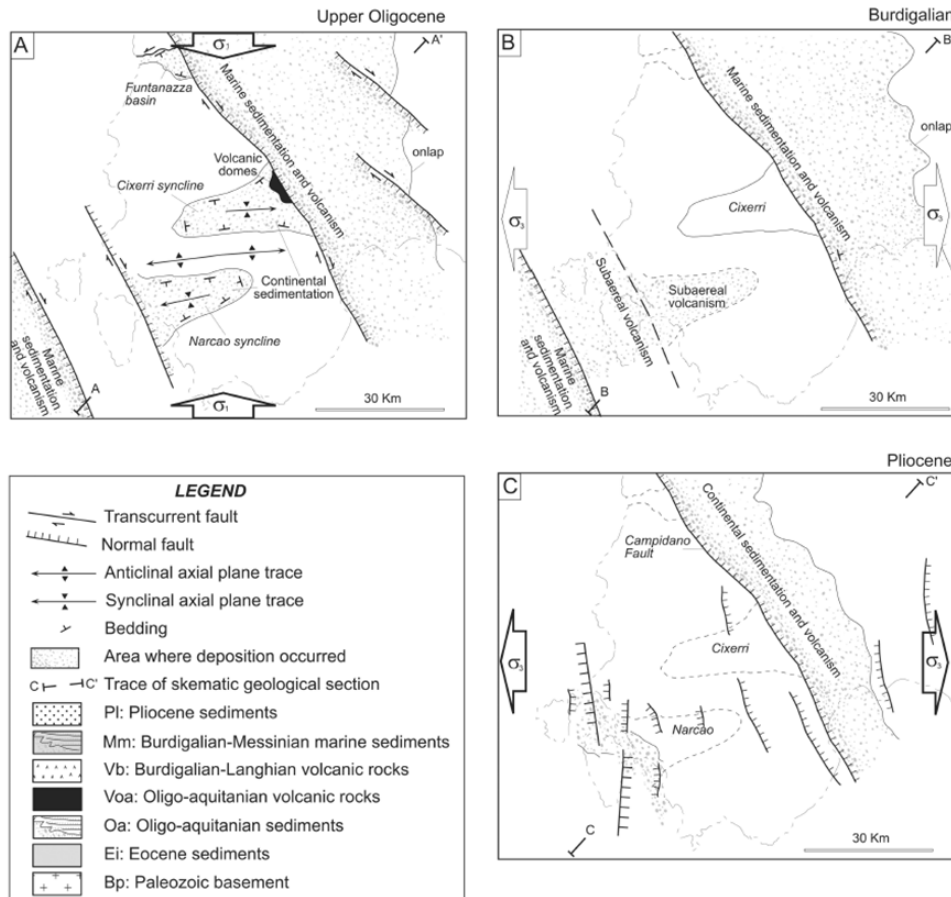 Upper Oligocene
A
σ1
A'
Funtanazza
basin
Marine sedimentation and volcanism
onlap
Volcanic
domes
Cixerri syncline
Continental
sedimentation
Narcao syncline
Marine
sedimentation
and volcanism
A
σ1
30 Km
Burdigalian
B
B'
Marine sedimentation and volcanism
onlap
Cixerri
σ3
Subaereal volcanism
Subaereal
volcanism
Marine
sedimentation
and volcanism
B
30 Km
LEGEND
Transcurrent fault
Normal fault
Anticlinal axial plane trace
Synclinal axial plane trace
Bedding
Area where deposition occurred
C C' Trace of skematic geological section
Pl: Pliocene sediments
Mm: Burdigalian-Messinian marine sediments
Vb: Burdigalian-Langhian volcanic rocks
Voa: Oligo-aquitanian volcanic rocks
Oa: Oligo-aquitanian sediments
Ei: Eocene sediments
Bp: Paleozoic basement
Pliocene
C
C'
Continental sedimentation and volcanism
Campidano
Fault
Cixerri
σ3
σ3
Narcao
C
30 Km